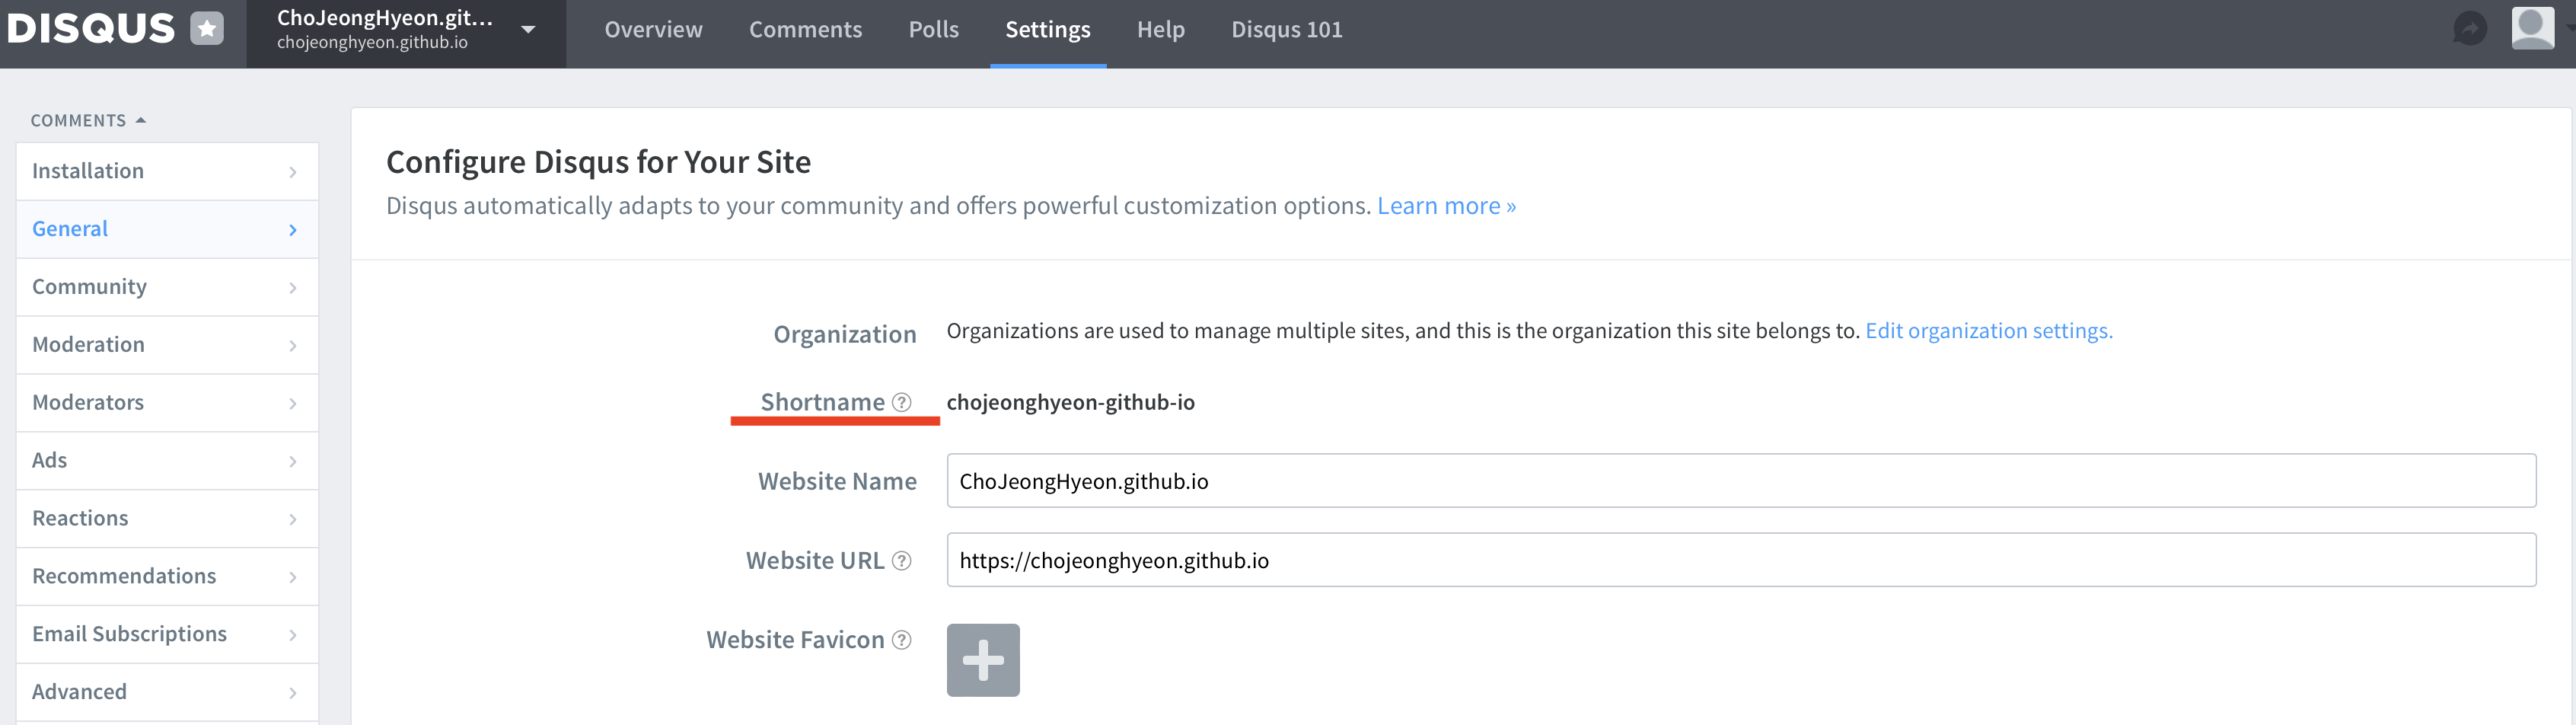 DISQUS
ChoJeongHyeon.git...
chojeonghyeon.github.io
Overview Comments Polls Settings Help Disqus 101
COMMENTS
Installation
General
Community
Moderation
Moderators
Ads
Reactions
Recommendations
Email Subscriptions
Advanced
Configure Disqus for Your Site
Disqus automatically adapts to your community and offers powerful customization options. Learn more »
Organization Organizations are used to manage multiple sites, and this is the organization this site belongs to. Edit organization settings.
Shortname ? chojeonghyeon-github-io
Website Name ChoJeongHyeon.github.io
Website URL ? https://chojeonghyeon.github.io
Website Favicon ?